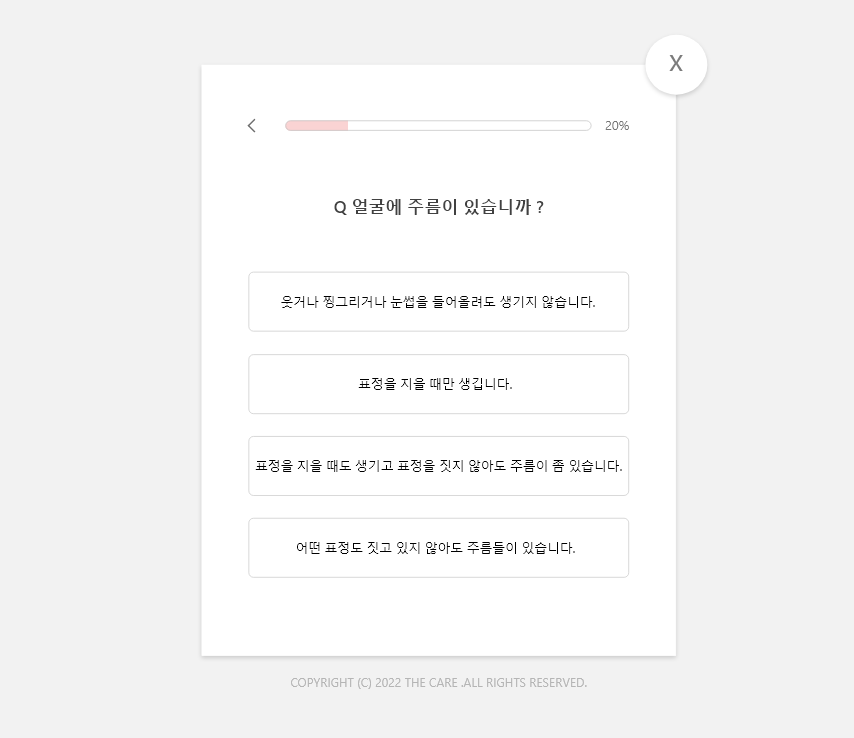 X
20%
Q 얼굴에 주름이 있습니까 ?
웃거나 찡그리거나 눈썹을 들어올려도 생기지 않습니다.
표정을 지을 때만 생깁니다.
표정을 지을 때도 생기고 표정을 짓지 않아도 주름이 좀 있습니다.
어떤 표정도 짓고 있지 않아도 주름들이 있습니다.
COPYRIGHT (C) 2022 THE CARE .ALL RIGHTS RESERVED.